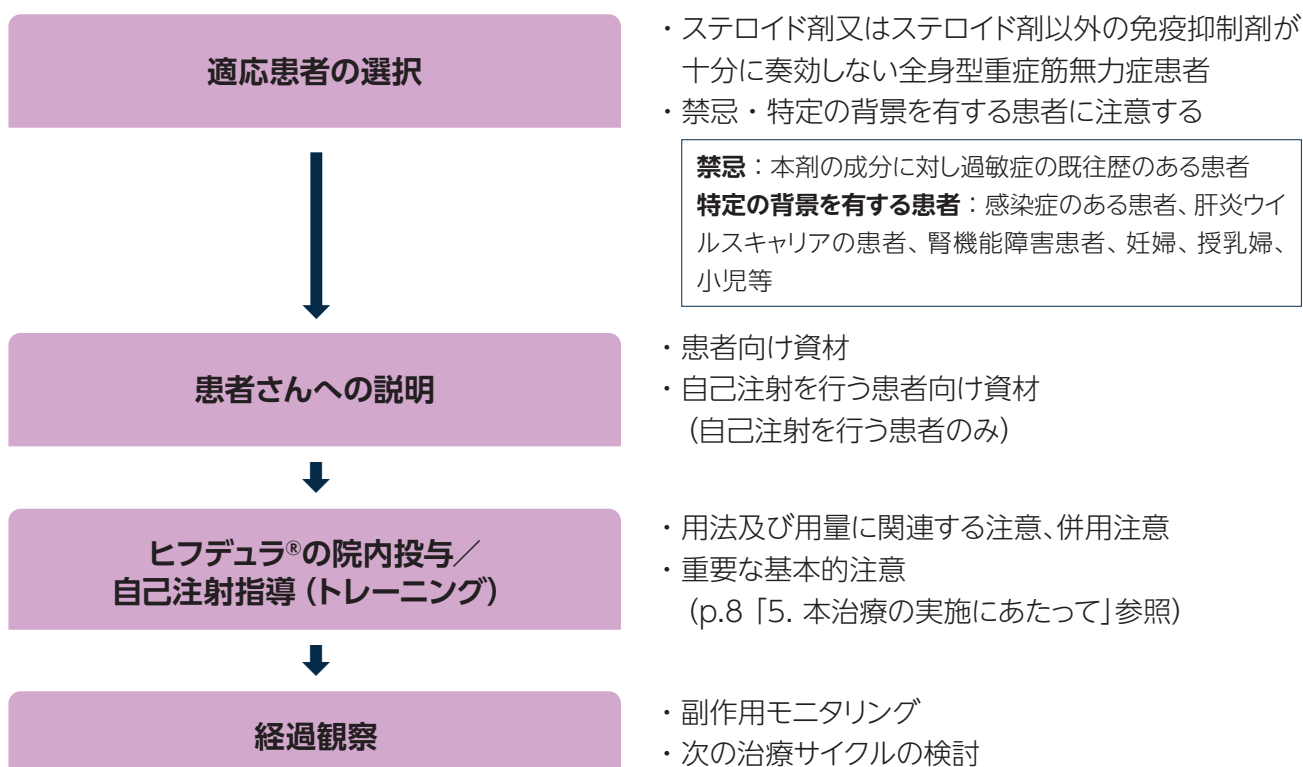 適応患者の選択
・ステロイド剤又はステロイド剤以外の免疫抑制剤が
十分に奏効しない全身型重症筋無力症患者
・禁忌・特定の背景を有する患者に注意する
禁忌：本剤の成分に対し過敏症の既往歴のある患者
特定の背景を有する患者：感染症のある患者、肝炎ウイ
ルスキャリアの患者、腎機能障害患者、妊婦、授乳婦、
小児等
患者さんへの説明
・患者向け資材
・自己注射を行う患者向け資材
（自己注射を行う患者のみ）
ヒフデュラ®の院内投与／
自己注射指導（トレーニング）
・用法及び用量に関連する注意、併用注意
・重要な基本的注意
（p.8「5. 本治療の実施にあたって」参照）
経過観察
・副作用モニタリング
・次の治療サイクルの検討